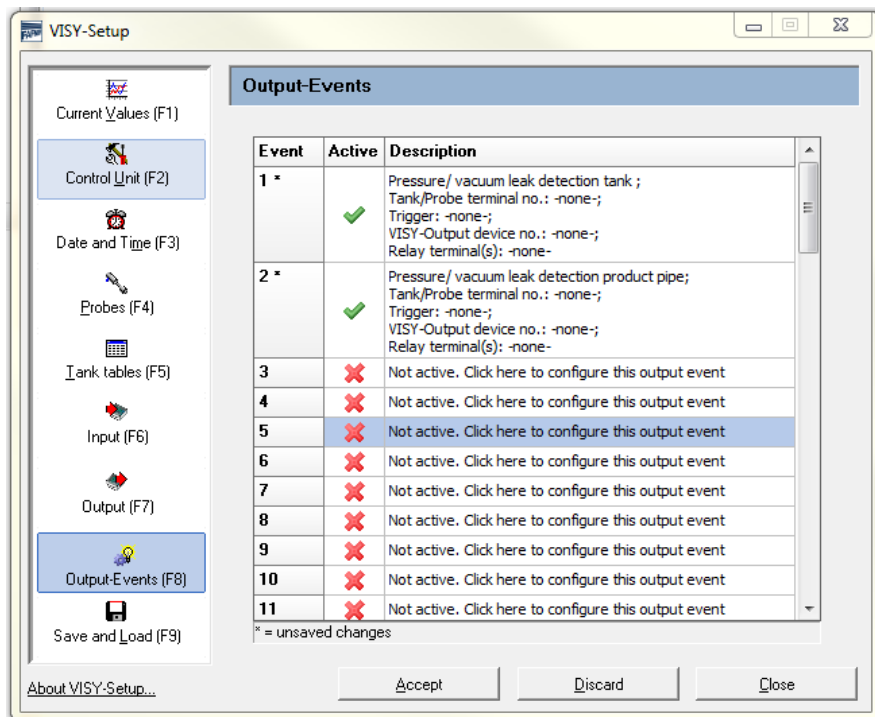 VISY-Setup
Current Values (F1)
Control Unit (F2)
Date and Time (F3)
Probes (F4)
Tank tables (F5)
Input (F6)
Output (F7)
Output-Events (F8)
Save and Load (F9)
About VISY-Setup...
Output-Events
Event Active Description
1 *
Pressure/ vacuum leak detection tank ;
Tank/Probe terminal no.: -none-;
Trigger: -none-;
VISY-Output device no.: -none-;
Relay terminal(s): -none-
2 *
Pressure/ vacuum leak detection product pipe;
Tank/Probe terminal no.: -none-;
Trigger: -none-;
VISY-Output device no.: -none-;
Relay terminal(s): -none-
3 Not active. Click here to configure this output event
4 Not active. Click here to configure this output event
5 Not active. Click here to configure this output event
6 Not active. Click here to configure this output event
7 Not active. Click here to configure this output event
8 Not active. Click here to configure this output event
9 Not active. Click here to configure this output event
10 Not active. Click here to configure this output event
11 Not active. Click here to configure this output event
* = unsaved changes
Accept Discard Close